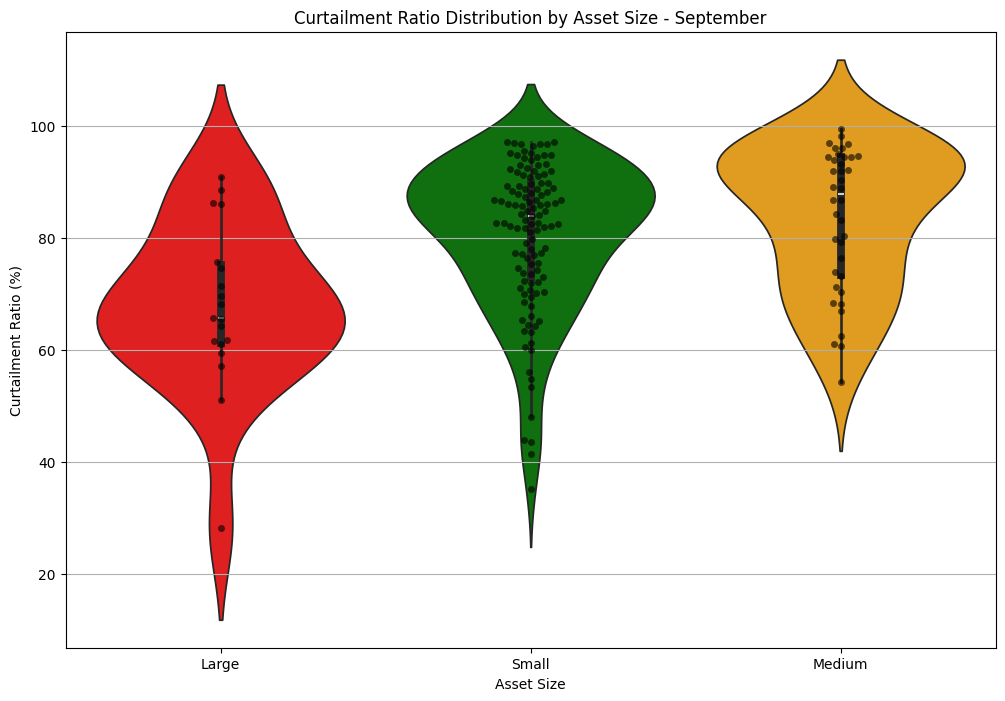 Curtailment Ratio Distribution by Asset Size - September
Curtailment Ratio (%)
100
80
60
40
20
Large
Small
Medium
Asset Size